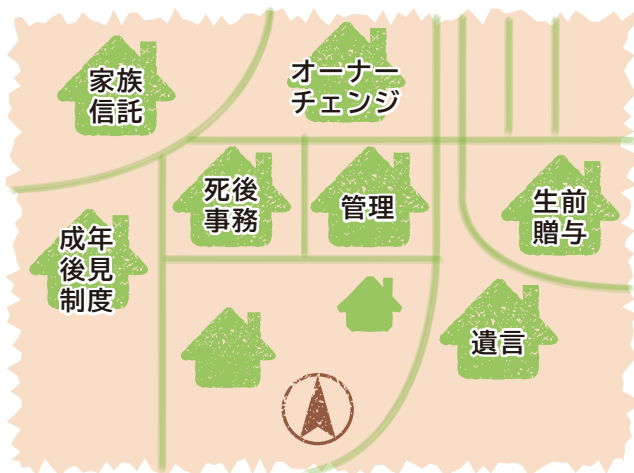 家族
信託
オーナー
チェンジ
死後
事務
管理
生前
贈与
成年
後見
制度
遺言